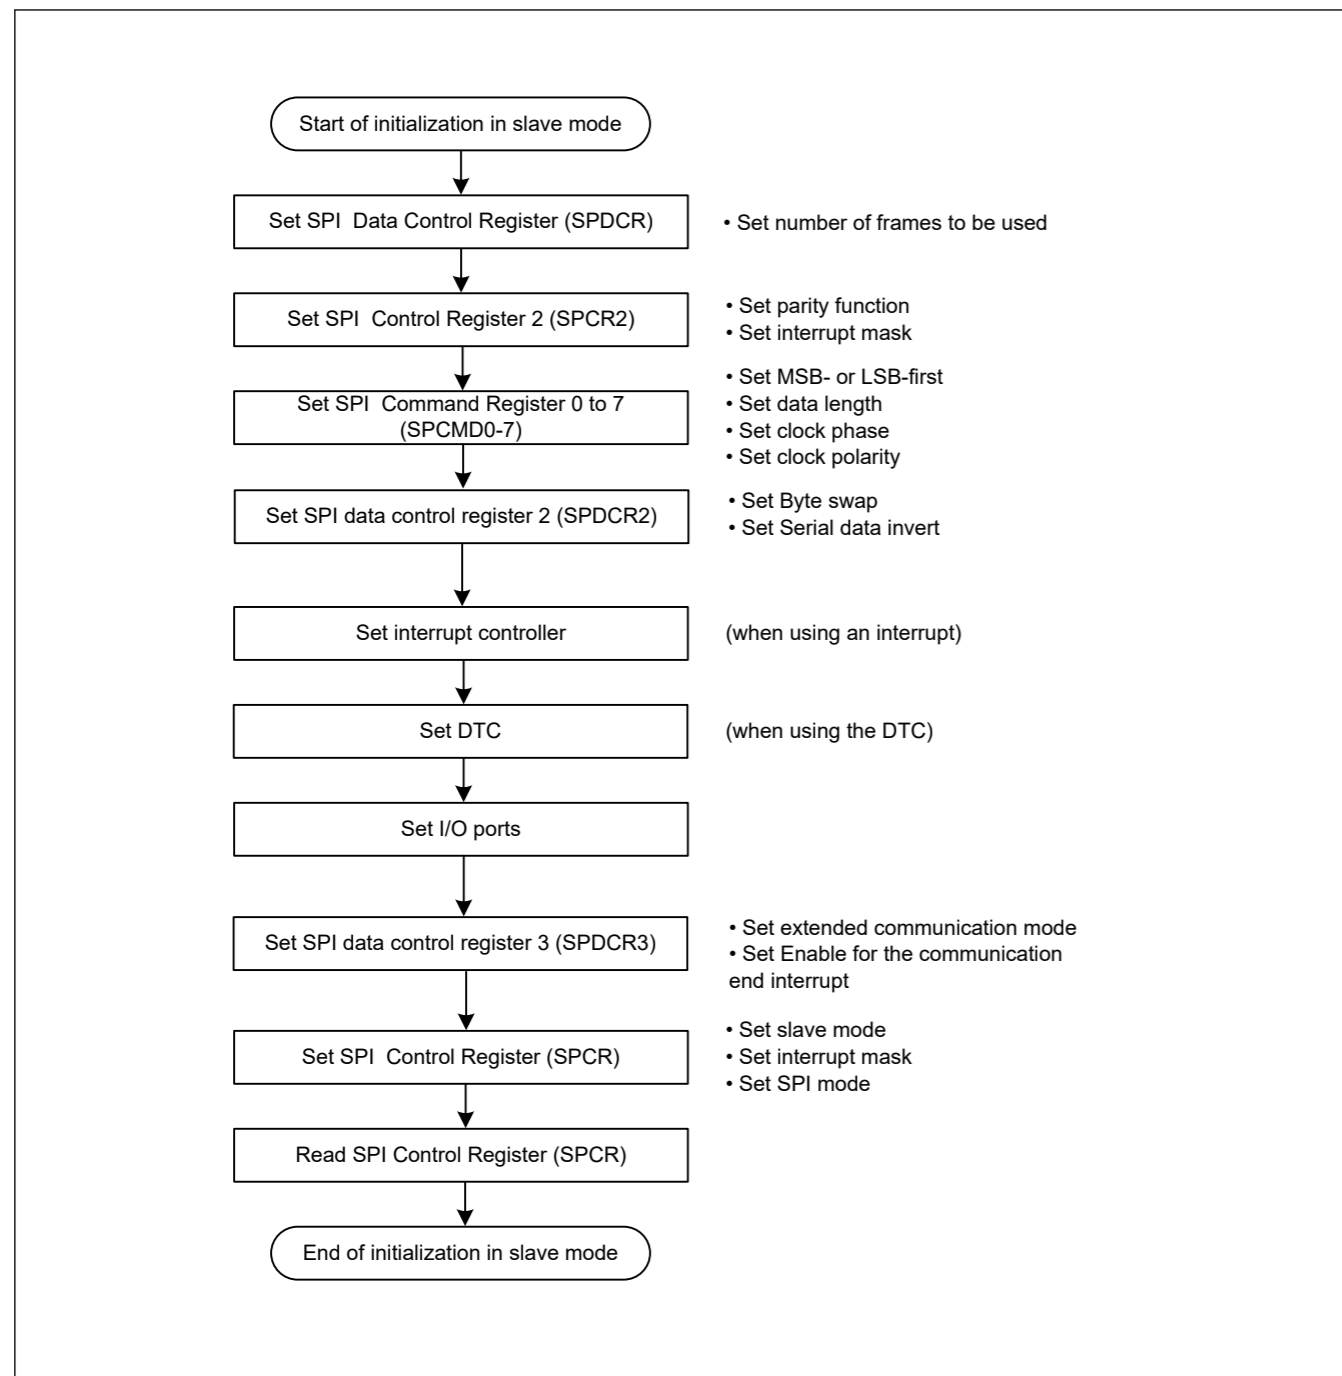 Start of initialization in slave mode
Set SPI Data Control Register (SPDCR)
• Set number of frames to be used
Set SPI Control Register 2 (SPCR2)
• Set parity function
• Set interrupt mask
Set SPI Command Register 0 to 7
(SPCMD0-7)
• Set MSB- or LSB-first
• Set data length
• Set clock phase
• Set clock polarity
Set SPI data control register 2 (SPDCR2)
• Set Byte swap
• Set Serial data invert
Set interrupt controller
(when using an interrupt)
Set DTC
(when using the DTC)
Set I/O ports
Set SPI data control register 3 (SPDCR3)
• Set extended communication mode
• Set Enable for the communication
end interrupt
Set SPI Control Register (SPCR)
• Set slave mode
• Set interrupt mask
• Set SPI mode
Read SPI Control Register (SPCR)
End of initialization in slave mode